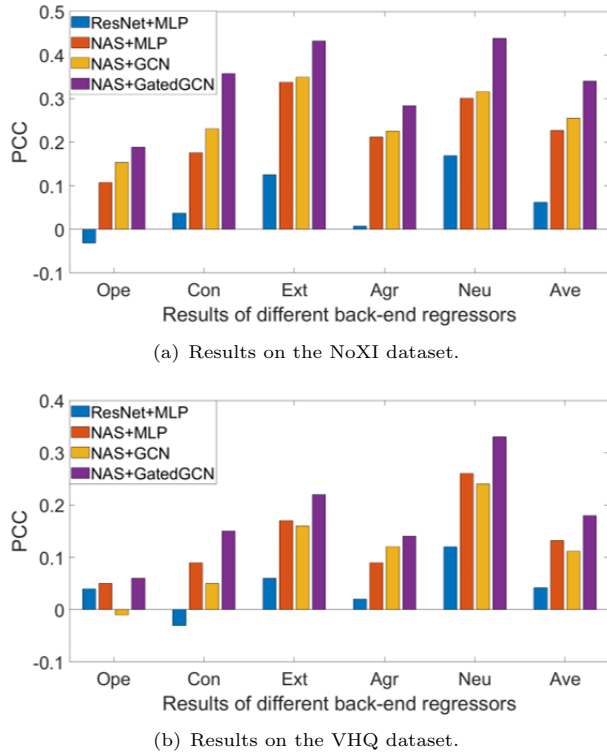 0.5
0.4
0.3
0.2
0.1
0
-0.1
PCC
ResNet+MLP
NAS+MLP
NAS+GCN
NAS+GatedGCN
Ope Con Ext Agr Neu Ave
Results of different back-end regressors
(a) Results on the NoXI dataset.
0.4
0.3
0.2
0.1
0
-0.1
PCC
ResNet+MLP
NAS+MLP
NAS+GCN
NAS+GatedGCN
Ope Con Ext Agr Neu Ave
Results of different back-end regressors
(b) Results on the VHQ dataset.